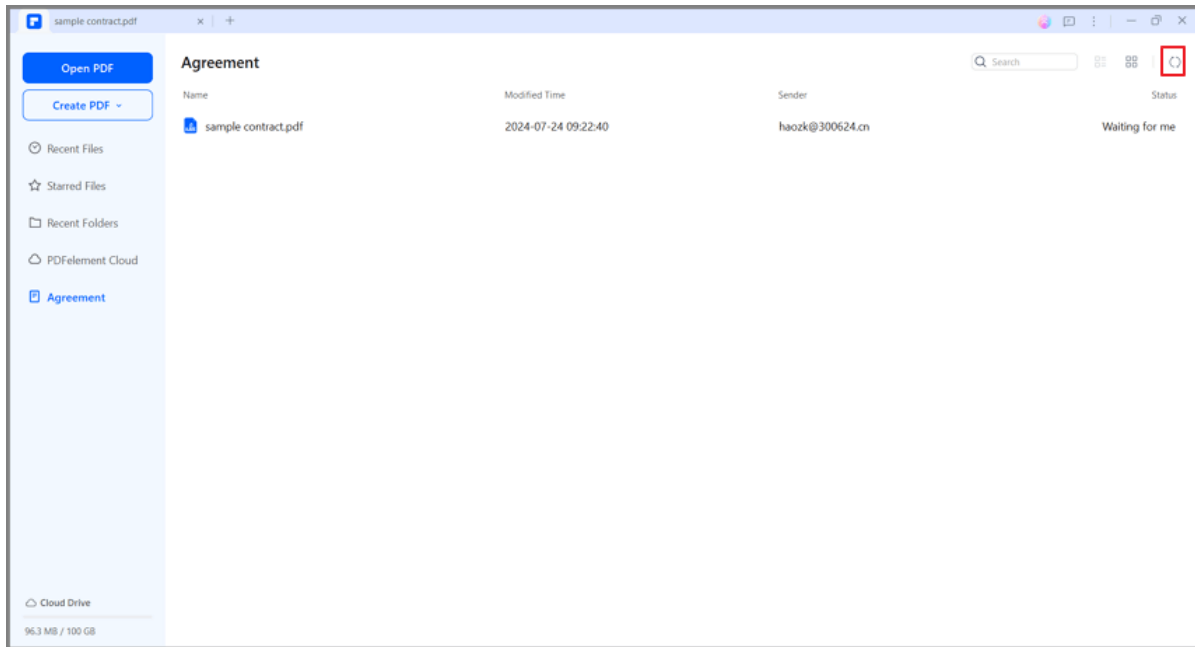 sample contract.pdf
Open PDF
Create PDF
Recent Files
Starred Files
Recent Folders
PDFelement Cloud
Agreement
Cloud Drive
96.3 MB / 100 GB
Agreement
Search
Name Modified Time Sender Status
sample contract.pdf 2024-07-24 09:22:40 haozk@300624.cn Waiting for me